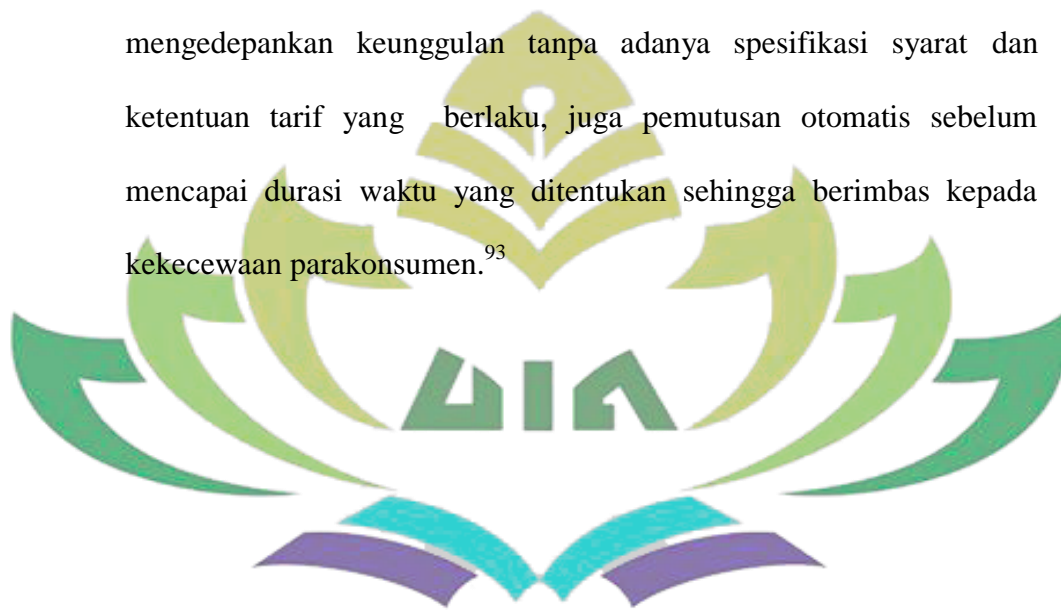 mengedepankan keunggulan tanpa adanya spesifikasi syarat dan
ketentuan tarif yang berlaku, juga pemutusan otomatis sebelum
mencapai durasi waktu yang ditentukan sehingga berimbas kepada
kekecewaan parakonsumen.93
UIN